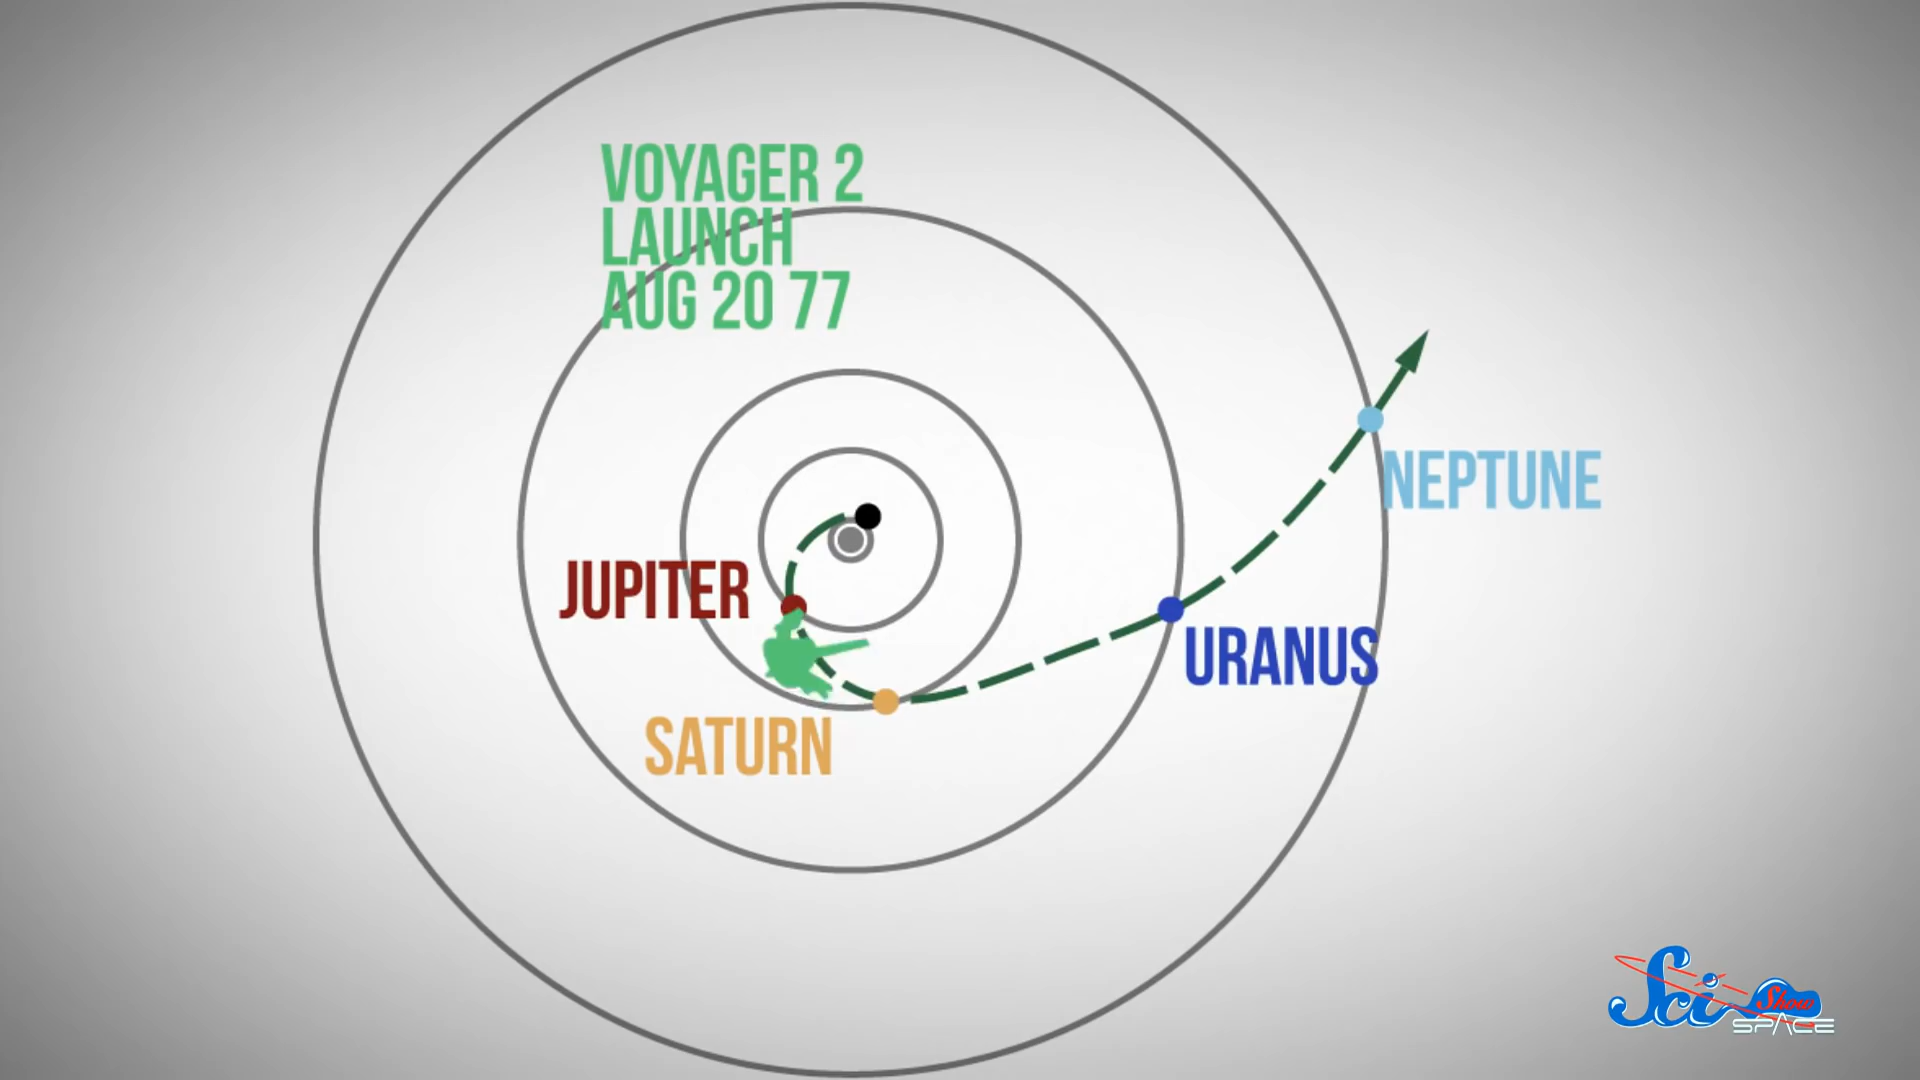 VOYAGER 2
LAUNCH
AUG 20 77
NEPTUNE
JUPITER
URANUS
SATURN
Sci Show
SPACE